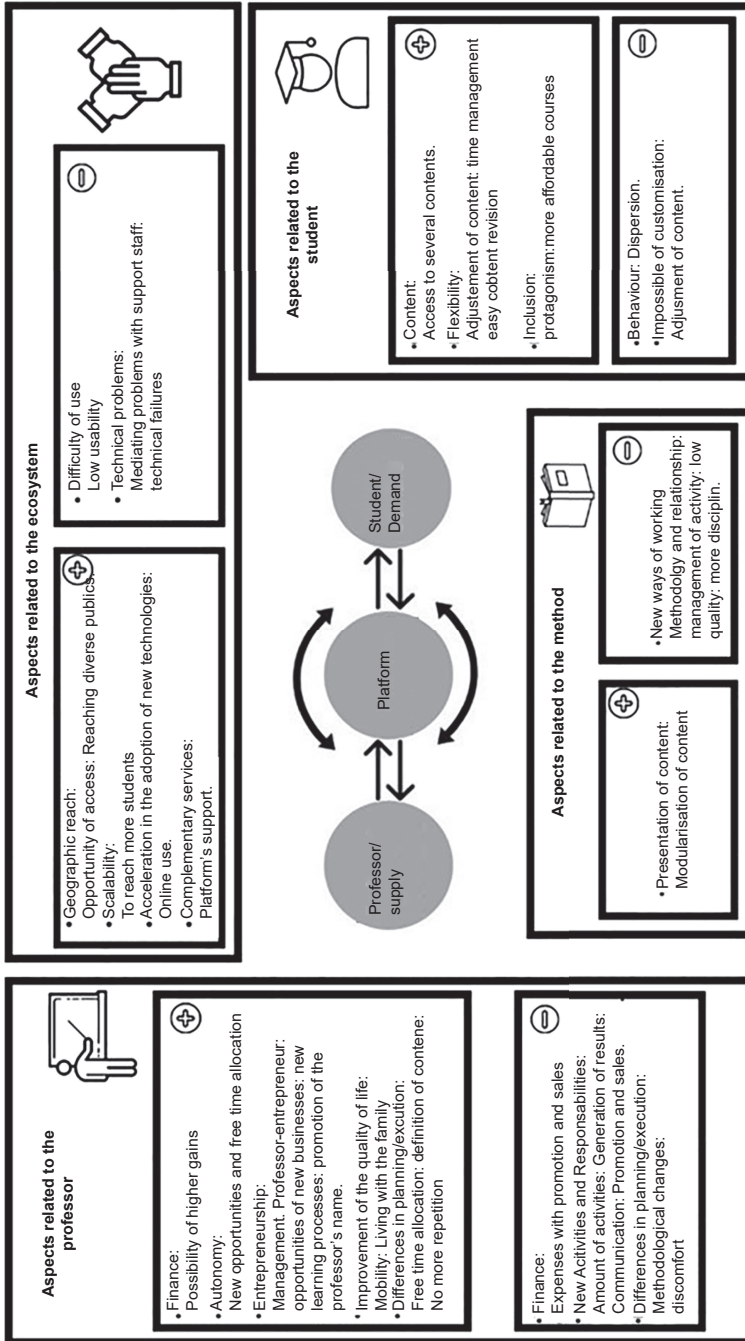 Aspects related to the
professor
• Finance:
Possibility of higher gains
• Autonomy:
New opportunities and free time allocation
• Entrepreneurship:
Management. Professor-entrepreneur:
opportunities of new businesses: new
learning processes: promotion of the
professor's name.
• Improvement of the quality of life:
Mobility: Living with the family
• Differences in planning/excution:
Free time allocation: definition of contene:
No more repetition
• Finance:
Expenses with promotion and sales
• New Acitivities and Responsabilities:
Amount of activities: Generation of results:
Communication: Promotion and sales.
• Differences in planning/execution:
Methodological changes:
discomfort
Aspects related to the ecosystem
• Geographic reach:
Opportunity of access: Reaching diverse publics.
• Scalability:
To reach more students
• Acceleration in the adoption of new technologies:
Online use.
• Complementary services:
Platform's support.
• Difficulty of use
Low usability
• Technical problems:
Mediating problems with support staff:
technical failures
Professor/
supply
Platform
Student/
Demand
Aspects related to the method
• Presentation of content:
Modularisation of content
• New ways of working
Methodolgy and relationship:
management of activity: low
quality: more disciplin.
Aspects related to the
student
• Content:
Access to several contents.
• Flexibility:
Adjustement of content: time management
easy cobtent revision
• Inclusion:
protagonism:more affordable courses
• Behaviour: Dispersion.
• Impossible of customisation:
Adjusment of content.